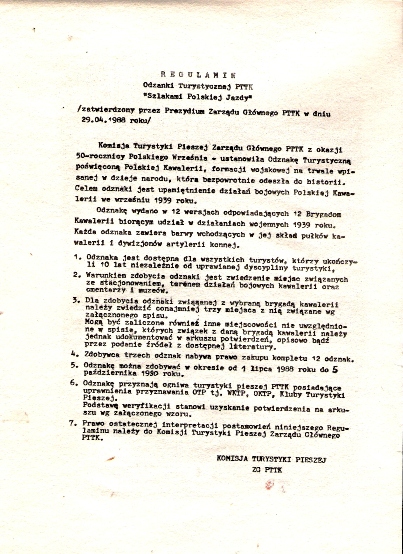 R E G U L A M I N
Odzanki Turystycznej PTTK
"Szlakami Polskiej Jazdy"
/zatwierdzony przez Prezydium Zarządu Głównego PTTK w dniu
29.04.1988 roku/
Komisja Turystyki Pieszej Zarządu Głównego PTTK z okazji
50-rocznicy Polskiego Września - ustanowiła Odznakę Turystyczną
poświęconą Polskiej Kawalerii, formacji wojskowej na trwałe wpi-
sanej w dzieje narodu, która bezpowrotnie odeszła do historii.
Celem odznaki jest upamiętnienie działań bojowych Polskiej Kawa-
lerii we wrześniu 1939 roku.
Odznakę wydano w 12 wersjach odpowiadających 12 Brygadom
Kawalerii biorącym udział w działaniach wojennych 1939 roku.
Każda odznaka zawiera barwy wchodzących w jej skład pułków ka-
walerii i dywizjonów artylerii konnej.
1. Odznaka jest dostępna dla wszystkich turystów, którzy ukończy-
li 10 lat niezależnie od uprawianej dyscypliny turystyki,
2. Warunkiem zdobycia odznaki jest zwiedzenie miejsc związanych
ze stacjonowaniem, terenem działań bojowych kawalerii oraz
cmentarzy i muzeów.
3. Dla zdobycia odznaki związanej z wybraną brygadą kawalerii
należy zwiedzić conajmniej trzy miejsca z nią związane wg
załączonego spisu.
Mogą być zaliczone również inne miejscowości nie uwzględnio-
ne w spisie, których związek z daną brygadą kawalerii należy
jednak udokumentować w arkuszu potwierdzeń, opisowo bądź
przez podanie źródeł z dostępnej literatury.
4. Zdobywca trzech odznak nabywa prawo zakupu kompletu 12 odznak.
5. Odznakę można zdobywać w okresie od 1 lipca 1988 roku do 5
października 1990 roku.
6. Odznakę przyznają ogniwa turystyki pieszej PTTK posiadające
uprawnienia przyznawania OTP tj. WKTP, OKTP, Kluby Turystyki
Pieszej.
Podstawę weryfikacji stanowi uzyskanie potwierdzenia na arku-
szu wg załączonego wzoru.
7. Prawo ostatecznej interpretacji postanowień niniejszego Regu-
laminu należy do Komisji Turystyki Pieszej Zarządu Głównego
PTTK.
KOMISJA TURYSTYKI PIESZEJ
ZG PTTK